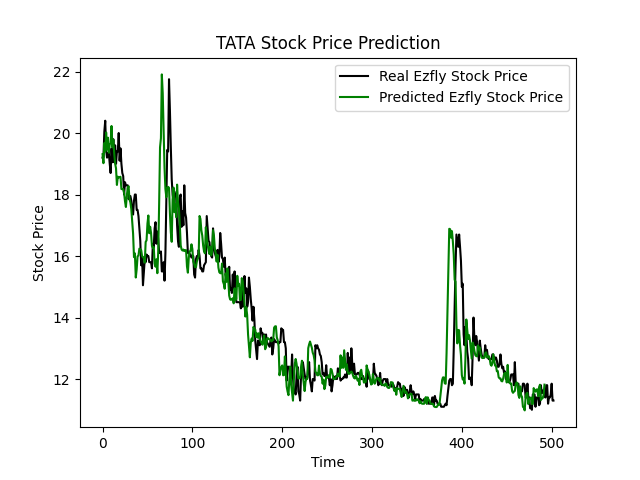 TATA Stock Price Prediction
Real Ezfly Stock Price
Predicted Ezfly Stock Price
Stock Price
22
20
18
16
14
12
0 100 200 300 400 500
Time